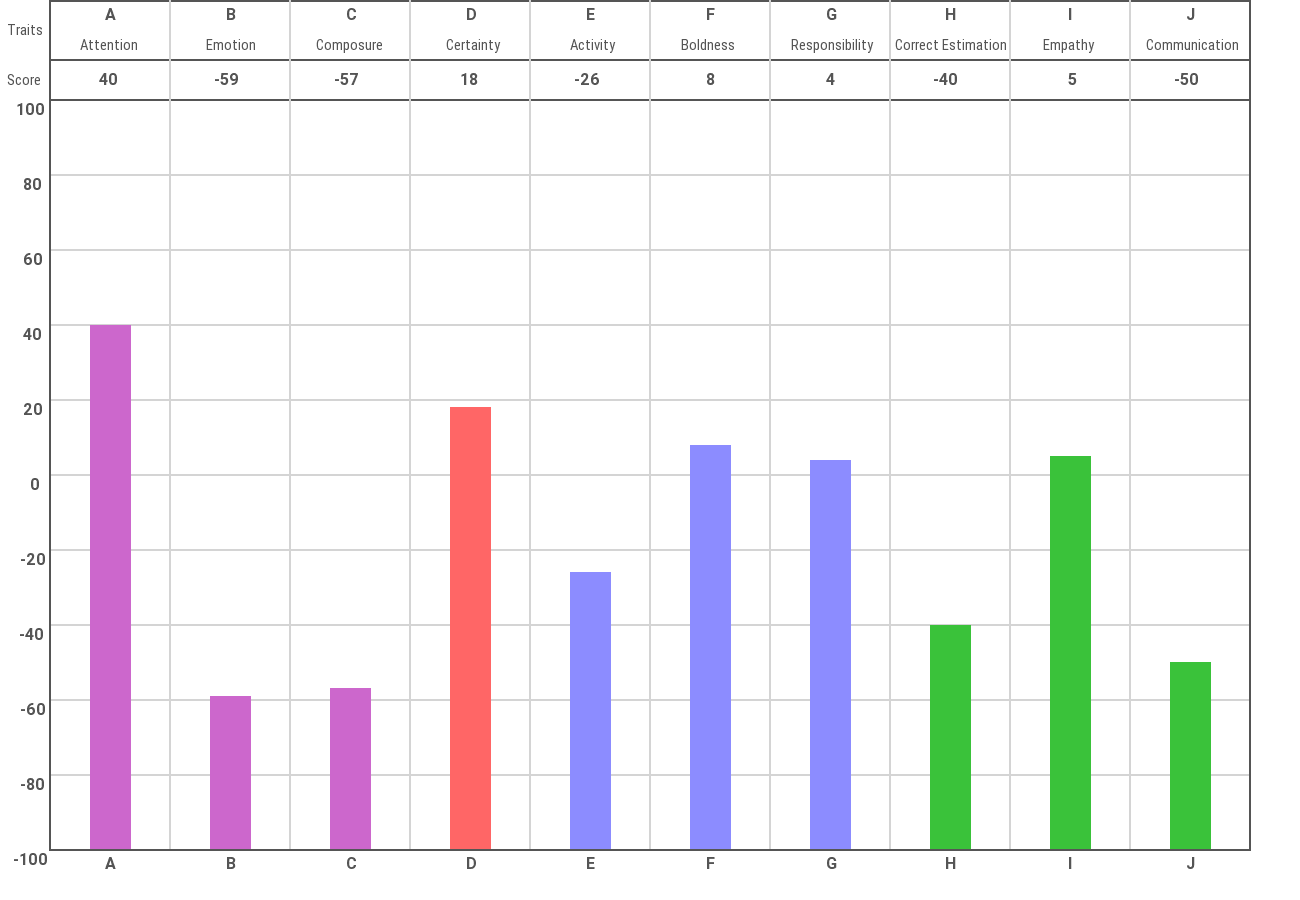 Traits A B C D E F G H I J
Attention Emotion Composure Certainty Activity Boldness Responsibility Correct Estimation Empathy Communication
Score 40 -59 -57 18 -26 8 4 -40 5 -50
100
80
60
40
20
0
-20
-40
-60
-80
-100
A B C D E F G H I J